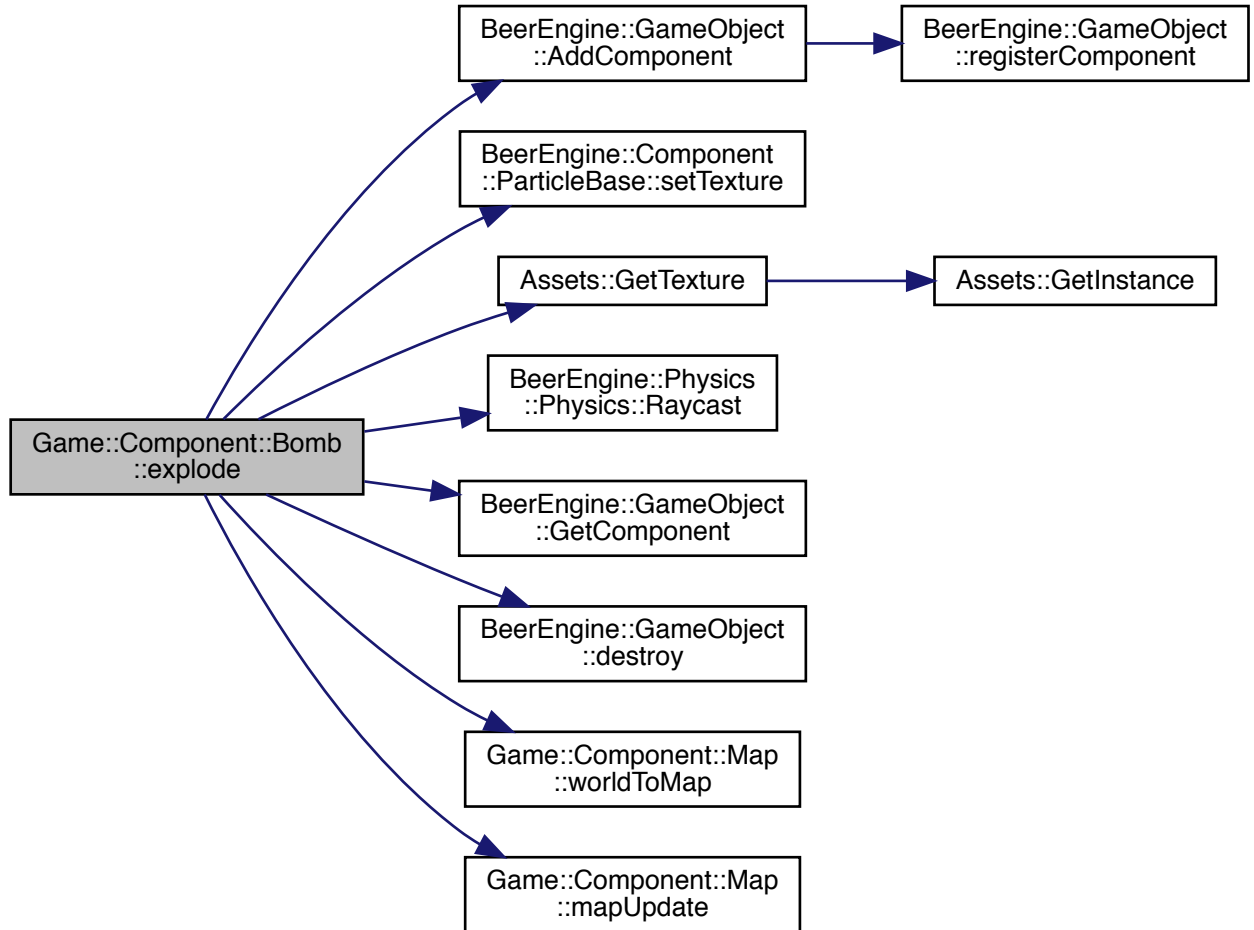 BeerEngine::GameObject
::AddComponent
BeerEngine::GameObject
::registerComponent
BeerEngine::Component
::ParticleBase::setTexture
Assets::GetTexture
Assets::GetInstance
BeerEngine::Physics
::Physics::Raycast
Game::Component::Bomb
::explode
BeerEngine::GameObject
::GetComponent
BeerEngine::GameObject
::destroy
Game::Component::Map
::worldToMap
Game::Component::Map
::mapUpdate